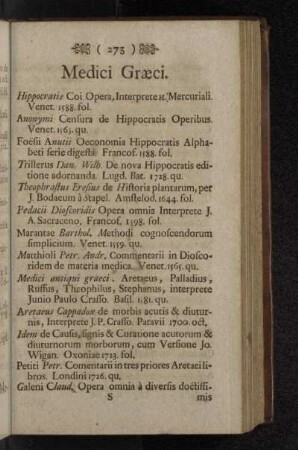 ( 273 )
Medici Græci.
Hippocratis Coi Opera, Interprete H. Mercuriali.
Venet. 1588. fol.
Anonymi Censura de Hippocratis Operibus.
Venet. 1563. qu.
Foësii Anutii Oeconomia Hippocratis Alpha-
beti serie digesta. Francof. 1588. fol.
Trillerus Dan. Wilh. De nova Hippocratis edi-
tione adornanda. Lugd. Bat. 1728. qu.
Theophrastus Eresius de Historia plantarum, per
J. Bodaeum à Stapel. Amstelod. 1644. fol.
Pedacii Dioscoridis Opera omnia Interprete J.
A. Sacraceno, Francof. 1598. fol.
Marantae Barthol. Methodi cognoscendorum
simplicium. Venet. 1559. qu.
Matthioli Petr. Andr. Commentarii in Diosco-
ridem de materia medica. Venet. 1565. qu.
Medici antiqui græci. Aretaeus, Palladius,
Ruffius, Theophilus, Stephanus, interprete
Junio Paulo Crasso. Basil. 1581. qu.
Aretaeus Cappadox de morbis acutis & diutur-
nis, Interprete J. P. Crasso. Patavii 1700. oct,
Idem de Causis, signis & Curatione acutorum &
diuturnorum morborum, cum Versione Jo.
Wigan. Oxoniae 1723. fol.
Petiti Petr. Comentarii in tres priores Aretaei li-
bros. Londini 1726. qu.
Galeni Claud. Opera omnia à diversis doctissi-
S mis